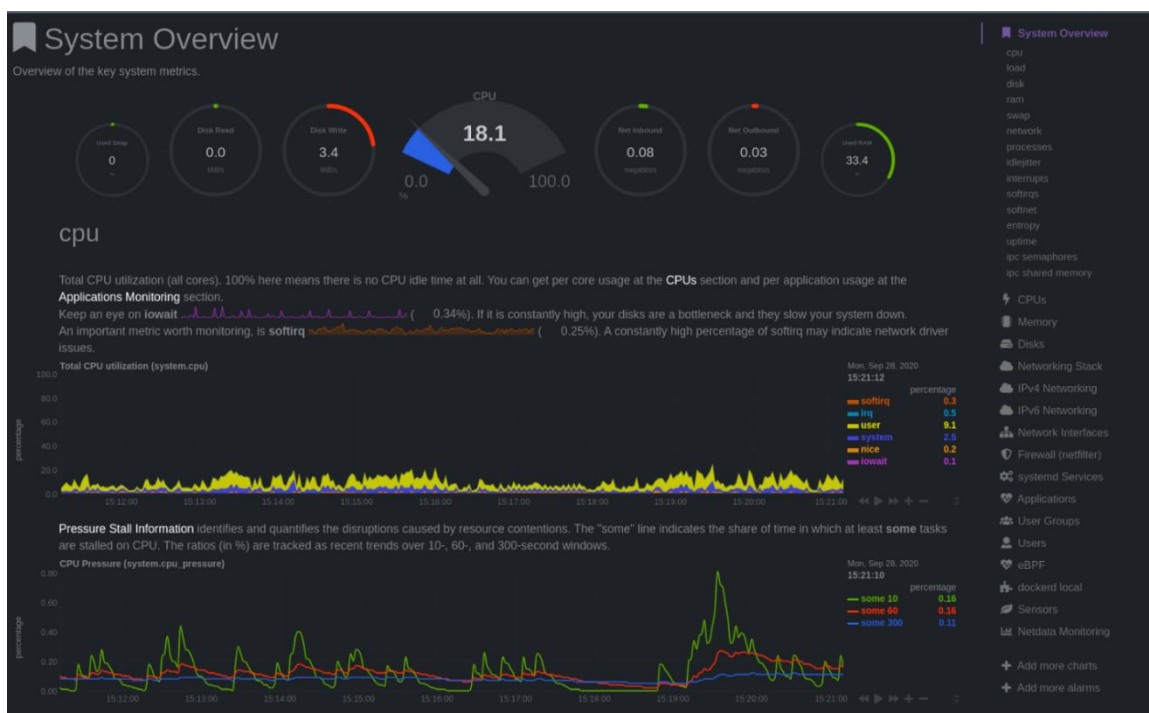 System Overview
Overview of the key system metrics.
Used Swap
0
%
Disk Read
0.0
MiB/s
Disk Write
3.4
MiB/s
CPU
18.1
0.0
100.0
%
Net Inbound
0.08
megabits/s
Net Outbound
0.03
megabits/s
Used RAM
33.4
%
cpu
Total CPU utilization (all cores). 100% here means there is no CPU idle time at all. You can get per core usage at the CPUs section and per application usage at the
Applications Monitoring section.
Keep an eye on iowait ( 0.34%). If it is constantly high, your disks are a bottleneck and they slow your system down.
An important metric worth monitoring, is softirq ( 0.25%). A constantly high percentage of softirq may indicate network driver
issues.
Total CPU utilization (system.cpu)
percentage
100.0
80.0
60.0
40.0
20.0
0.0
15:12:00 15:13:00 15:14:00 15:15:00 15:16:00 15:17:00 15:18:00 15:19:00 15:20:00 15:21:00
Mon, Sep 28, 2020
15:21:12
percentage
softirq 0.3
irq 0.5
user 9.1
system 2.5
nice 0.2
iowait 0.1
Pressure Stall Information identifies and quantifies the disruptions caused by resource contentions. The "some" line indicates the share of time in which at least some tasks
are stalled on CPU. The ratios (in %) are tracked as recent trends over 10-, 60-, and 300-second windows.
CPU Pressure (system.cpu_pressure)
percentage
0.80
0.60
0.40
0.20
0.00
15:12:00 15:13:00 15:14:00 15:15:00 15:16:00 15:17:00 15:18:00 15:19:00 15:20:00 15:21:00
Mon, Sep 28, 2020
15:21:10
percentage
some 10 0.16
some 60 0.16
some 300 0.11
System Overview
cpu
load
disk
ram
swap
network
processes
idlejitter
interrupts
softirqs
softnet
entropy
uptime
ipc semaphores
ipc shared memory
CPUs
Memory
Disks
Networking Stack
IPv4 Networking
IPv6 Networking
Network Interfaces
Firewall (netfilter)
systemd Services
Applications
User Groups
Users
eBPF
dockerd local
Sensors
Netdata Monitoring
Add more charts
Add more alarms